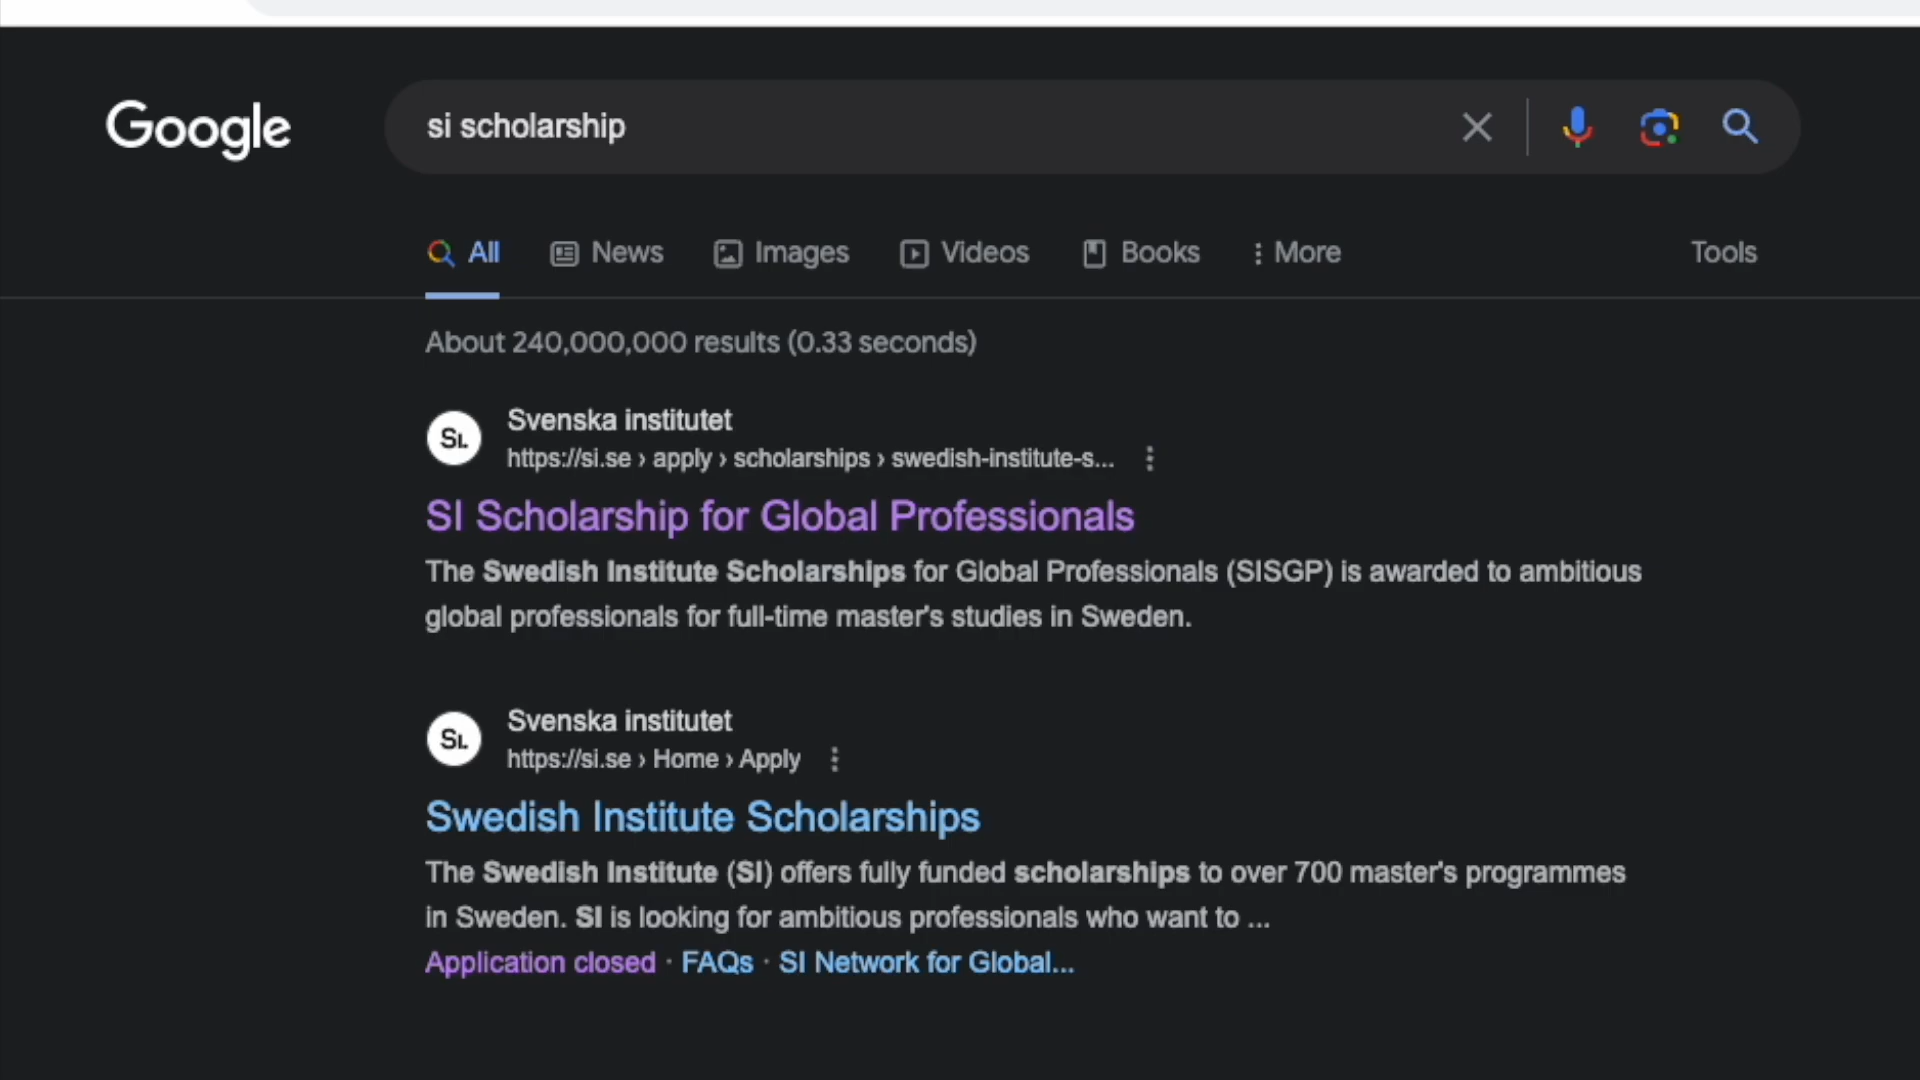 Google
si scholarship
All News Images Videos Books More Tools
About 240,000,000 results (0.33 seconds)
SI.
Svenska institutet
https://si.se › apply › scholarships › swedish-institute-s...
SI Scholarship for Global Professionals
The Swedish Institute Scholarships for Global Professionals (SISGP) is awarded to ambitious
global professionals for full-time master's studies in Sweden.
SI.
Svenska institutet
https://si.se › Home › Apply
Swedish Institute Scholarships
The Swedish Institute (SI) offers fully funded scholarships to over 700 master's programmes
in Sweden. SI is looking for ambitious professionals who want to ...
Application closed · FAQs · SI Network for Global...